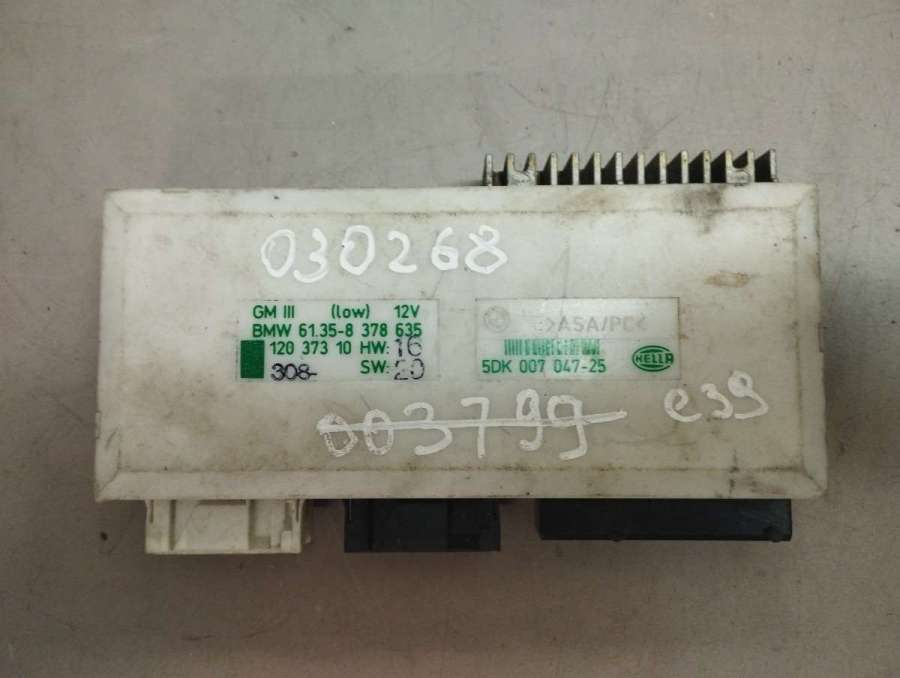 030268
GM III (low) 12V
BMW 61.35-8 378 635
120 373 10 HW: 16
308- SW: 20
>ASA/PC<
5DK 007 047-25
HELLA
003799
e39